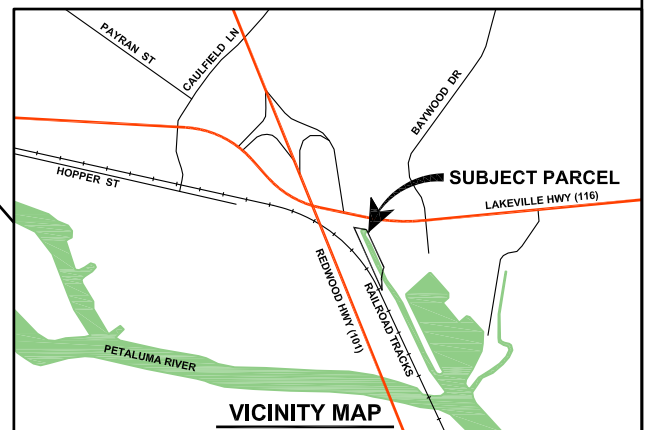 PAYRAN ST
CAULFIELD LN
BAYWOOD DR
HOPPER ST
SUBJECT PARCEL
LAKEVILLE HWY (116)
REDWOOD HWY (101)
RAILROAD TRACKS
PETALUMA RIVER
VICINITY MAP